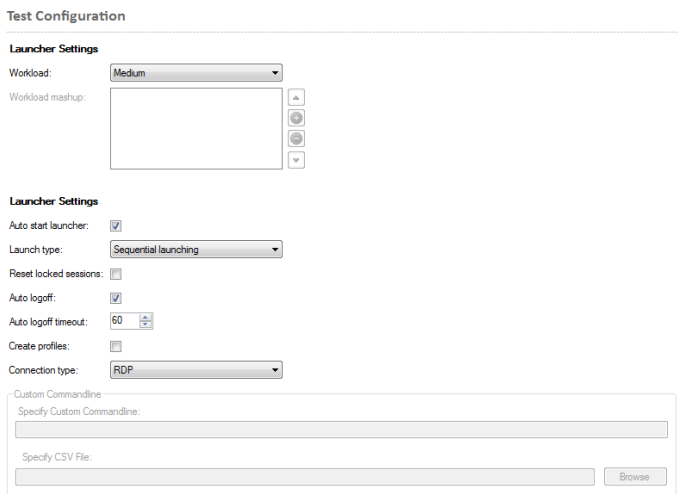 Test Configuration
Launcher Settings
Workload: Medium
Workload mashup:
Launcher Settings
Auto start launcher:
Launch type: Sequential launching
Reset locked sessions:
Auto logoff:
Auto logoff timeout: 60
Create profiles:
Connection type: RDP
Custom Commandline
Specify Custom Commandline:
Specify CSV File:
Browse